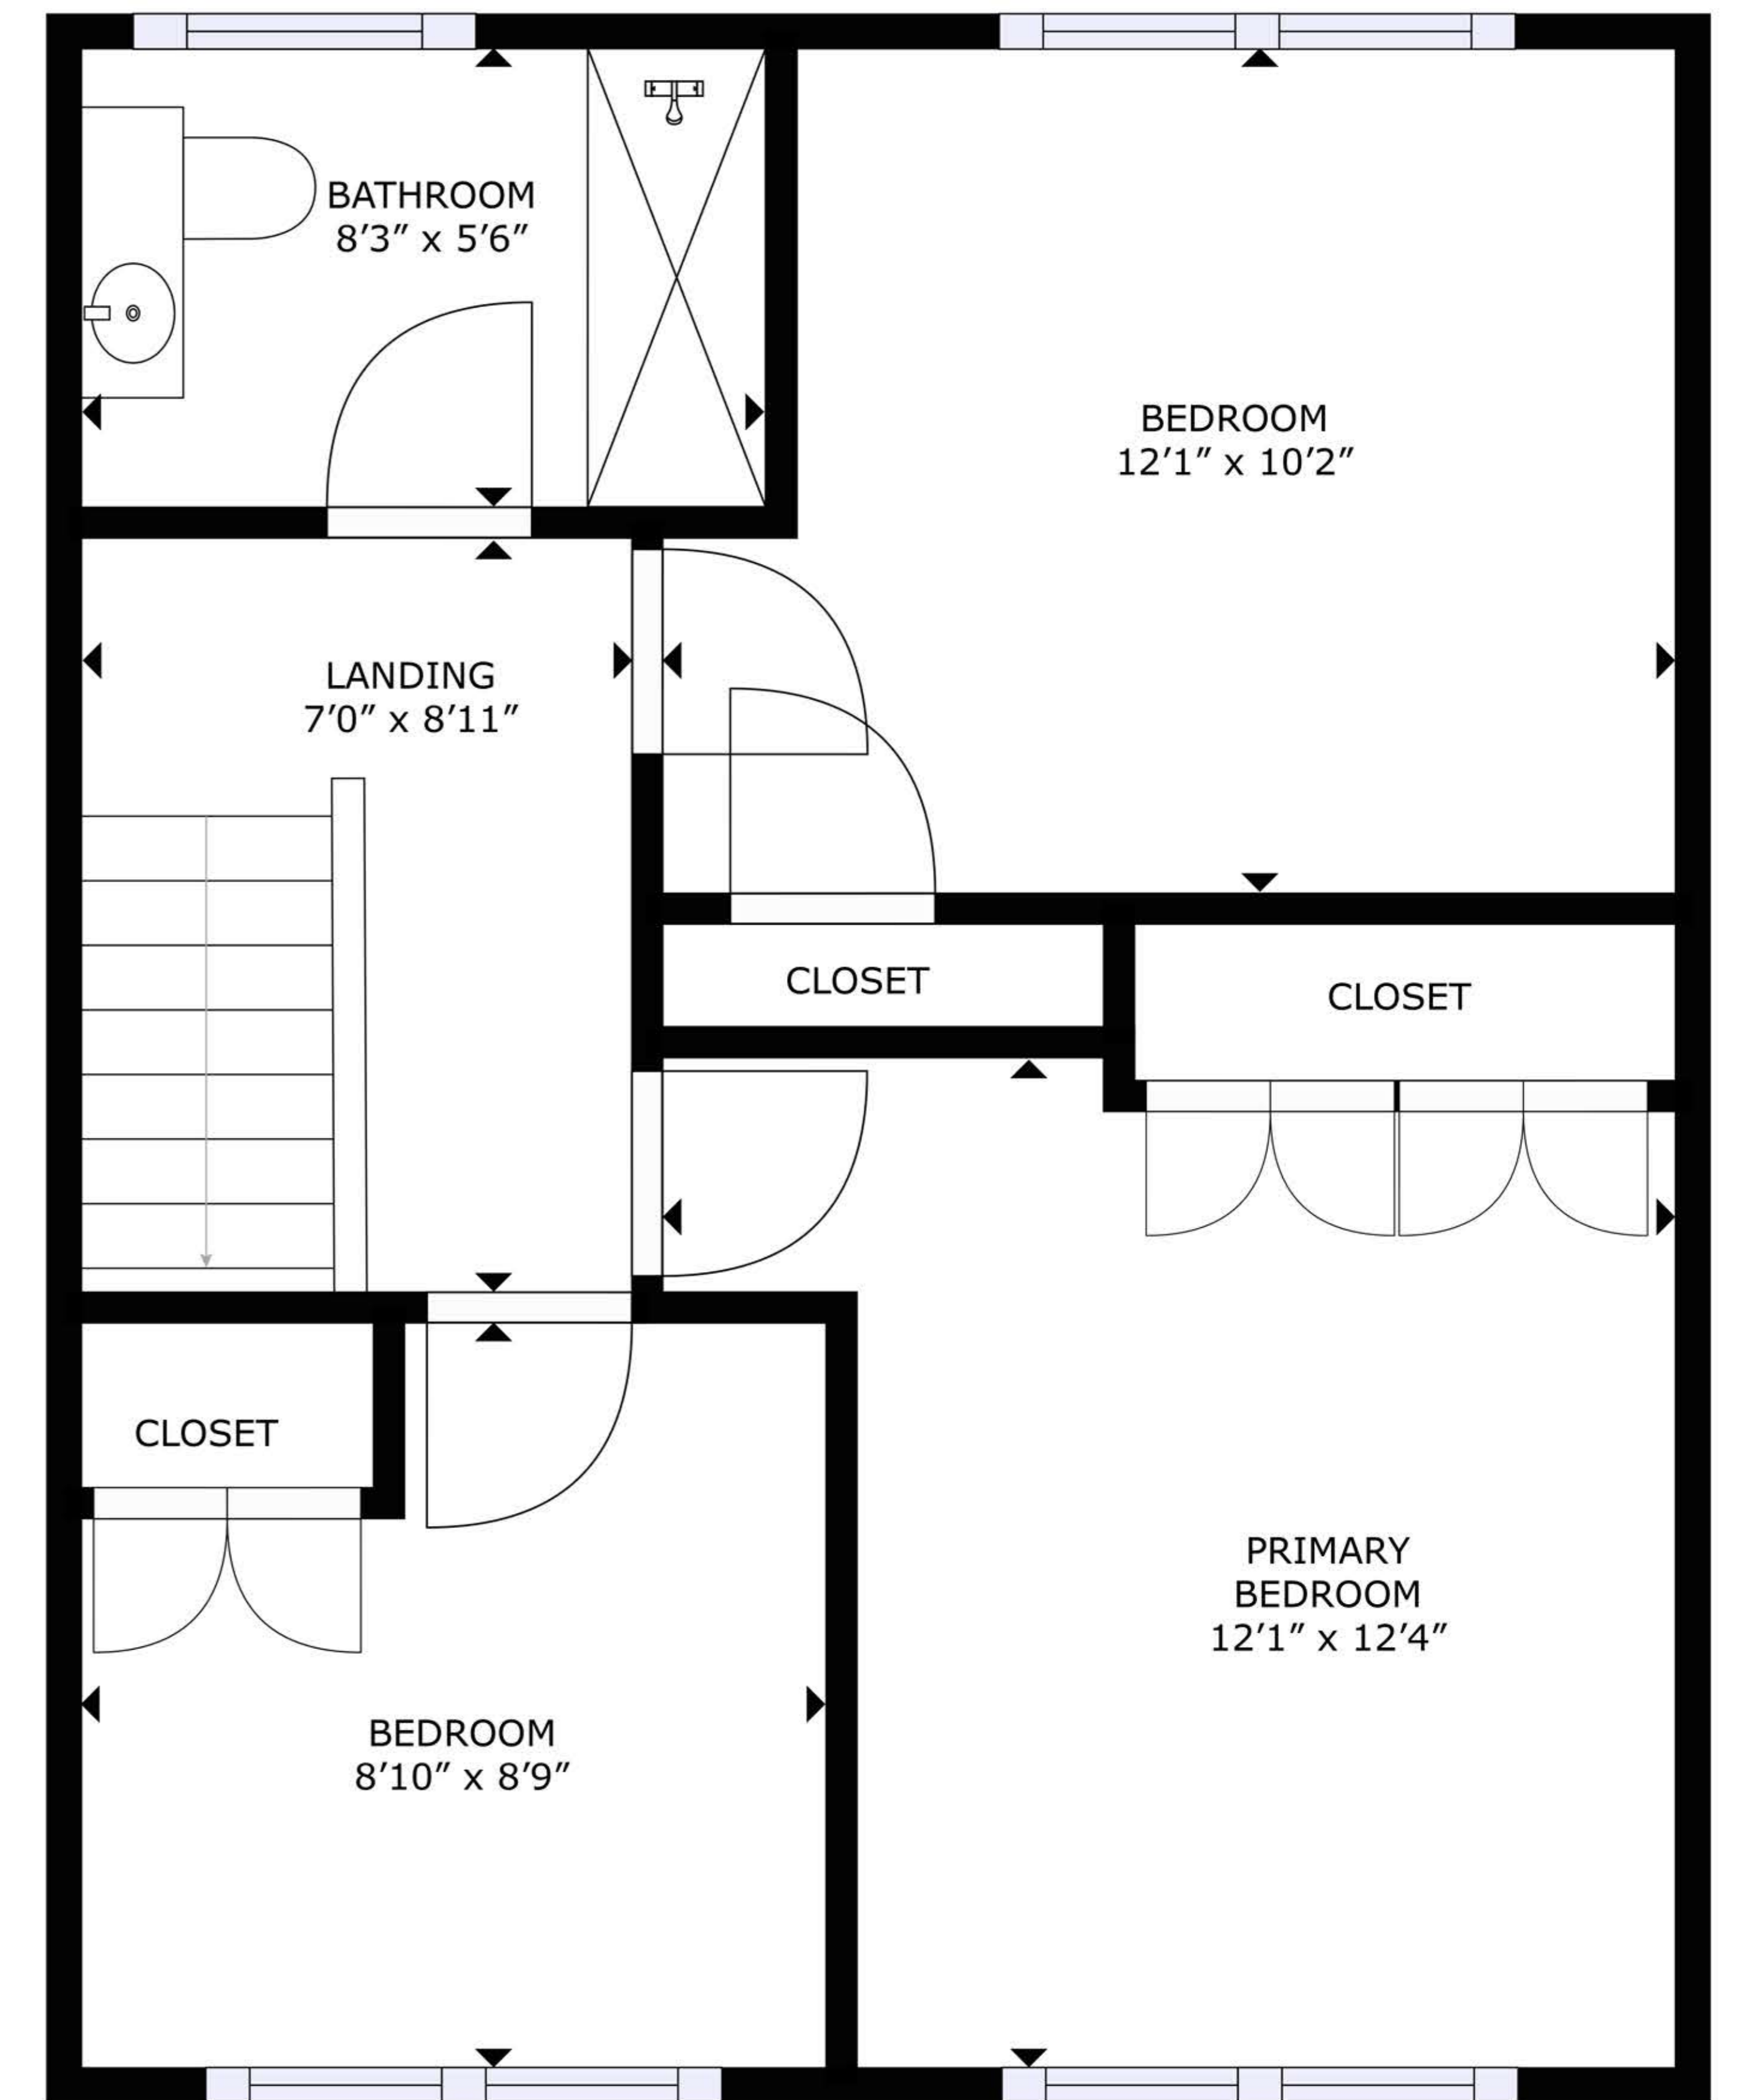 BATHROOM
8’3” x 5’6”
BEDROOM
12’1” x 10’2”
LANDING
7’0” x 8’11”
CLOSET
CLOSET
CLOSET
PRIMARY
BEDROOM
12’1” x 12’4”
BEDROOM
8’10” x 8’9”